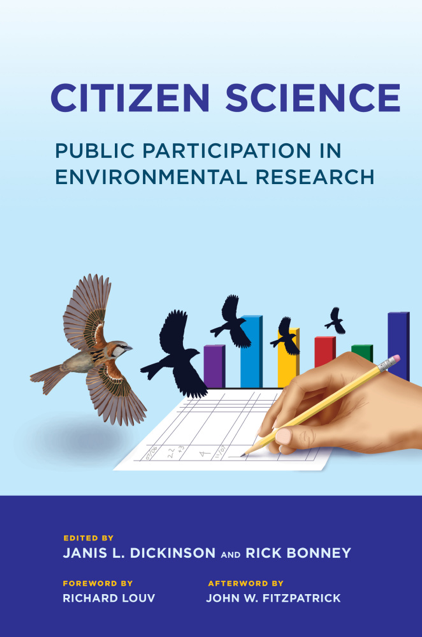 CITIZEN SCIENCE
PUBLIC PARTICIPATION IN
ENVIRONMENTAL RESEARCH
EDITED BY
JANIS L. DICKINSON AND RICK BONNEY
FOREWORD BY
RICHARD LOUV
AFTERWORD BY
JOHN W. FITZPATRICK